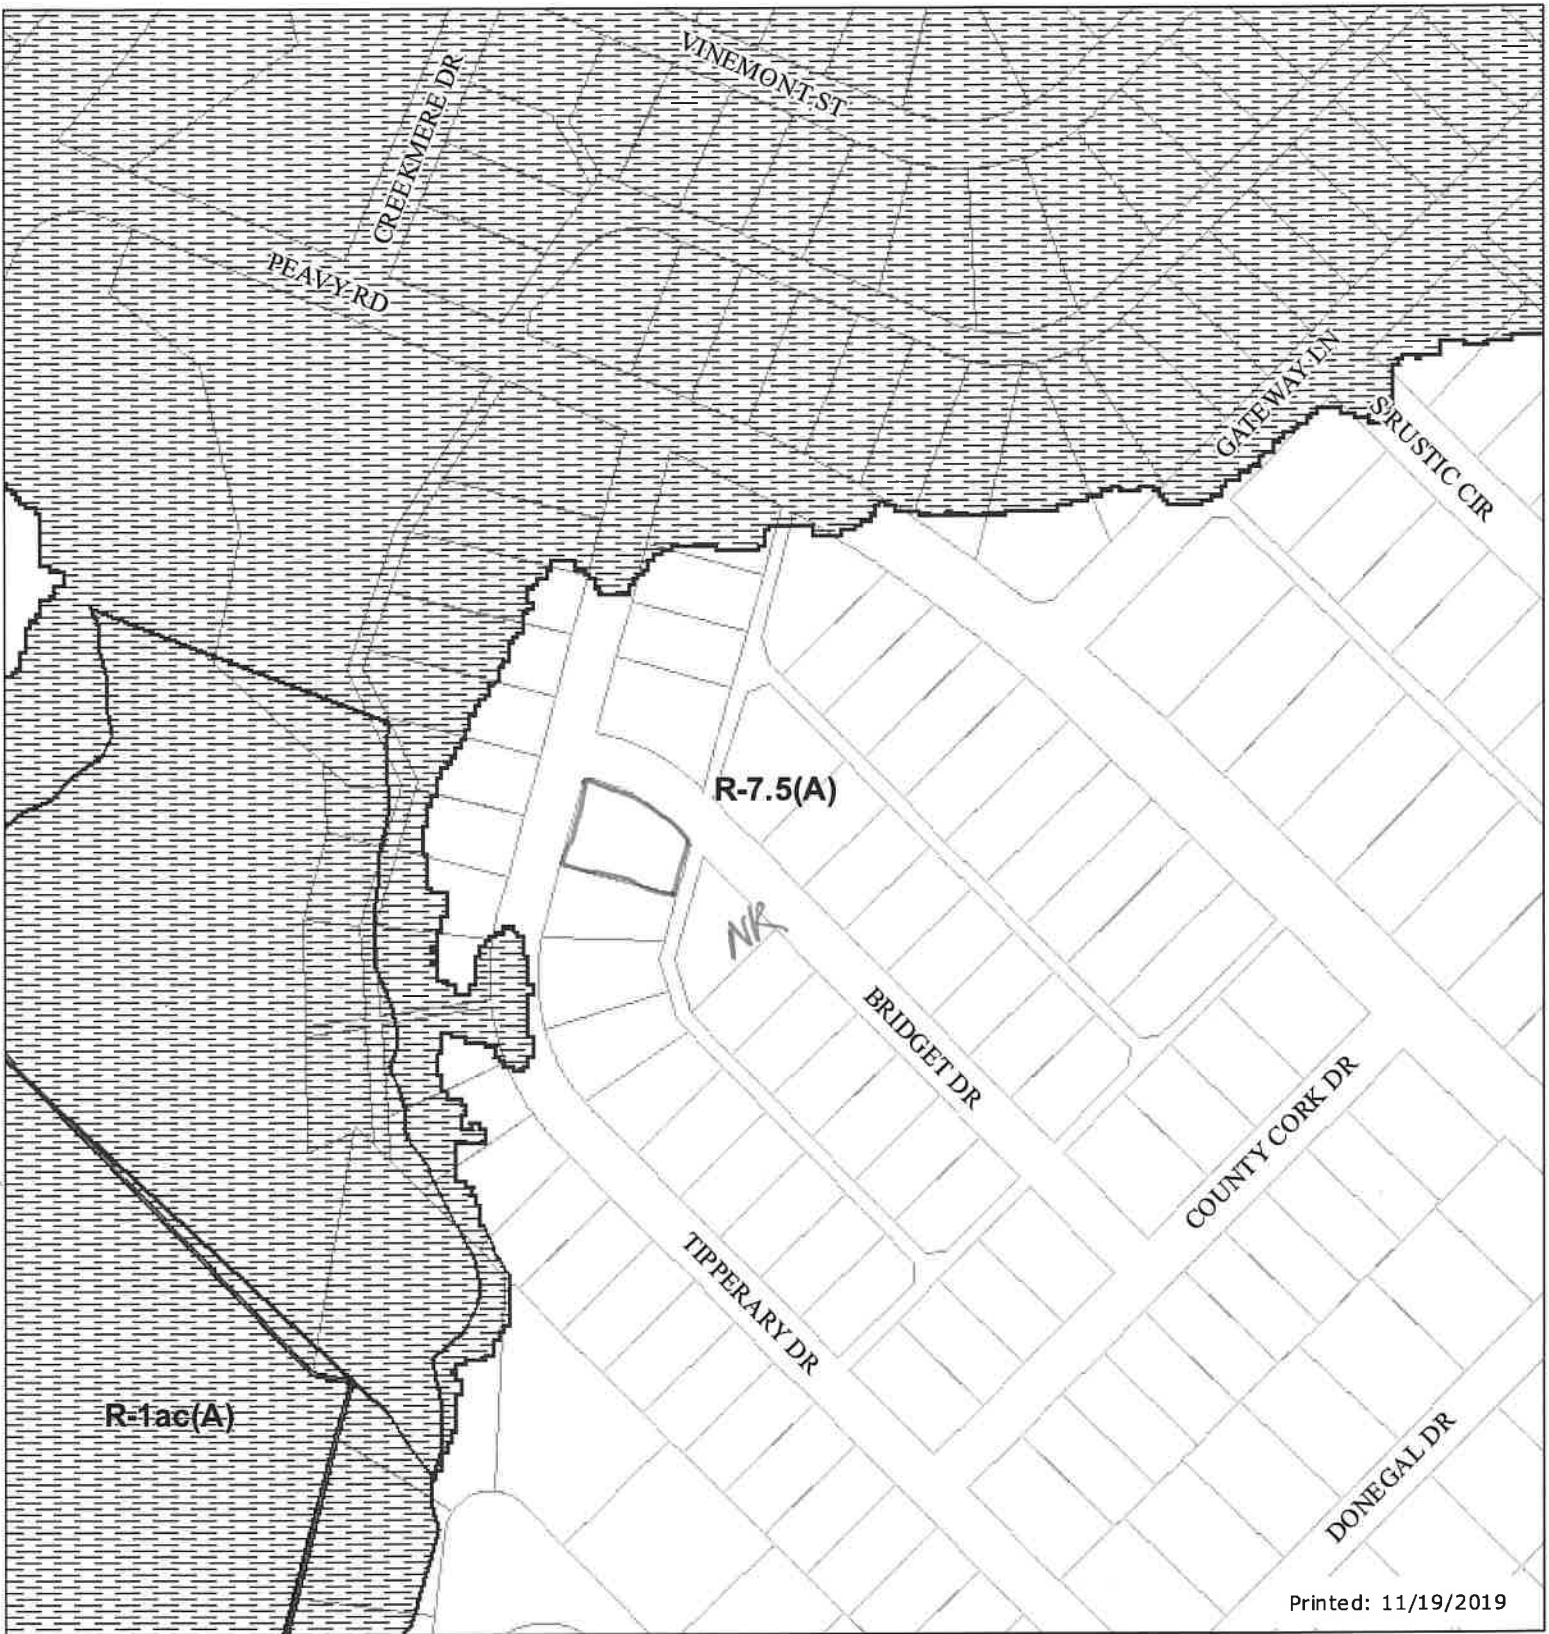 VINEMONT ST
CREEKMERE DR
PEAVY RD
GATEWAY LN
S RUSTIC CIR
R-7.5(A)
NR
BRIDGET DR
COUNTY CORK DR
TIPPERARY DR
R-1ac(A)
DONEGAL DR
Printed: 11/19/2019